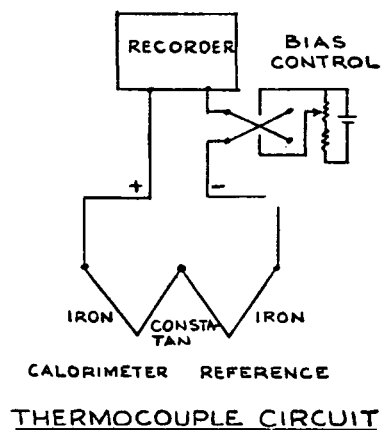 RECORDER
BIAS
CONTROL
+
−
IRON
CONSTA-
TAN
IRON
CALORIMETER REFERENCE
THERMOCOUPLE CIRCUIT